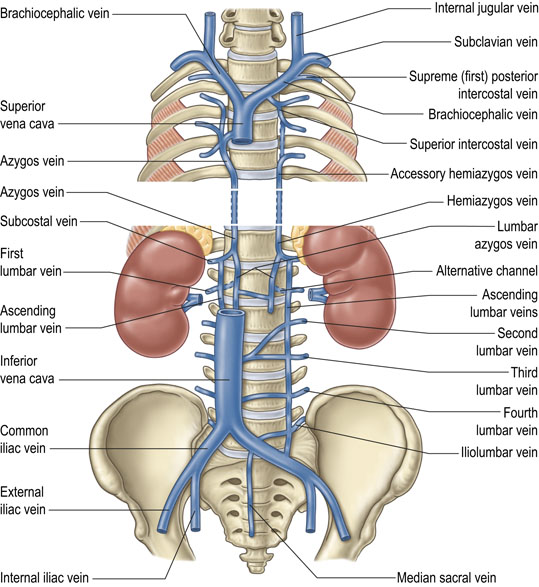 Brachiocephalic vein
Superior
vena cava
Azygos vein
Azygos vein
Subcostal vein
First
lumbar vein
Ascending
lumbar vein
Inferior
vena cava
Common
iliac vein
External
iliac vein
Internal iliac vein
Internal jugular vein
Subclavian vein
Supreme (first) posterior
intercostal vein
Brachiocephalic vein
Superior intercostal vein
Accessory hemiazygos vein
Hemiazygos vein
Lumbar
azygos vein
Alternative channel
Ascending
lumbar veins
Second
lumbar vein
Third
lumbar vein
Fourth
lumbar vein
Iliolumbar vein
Median sacral vein